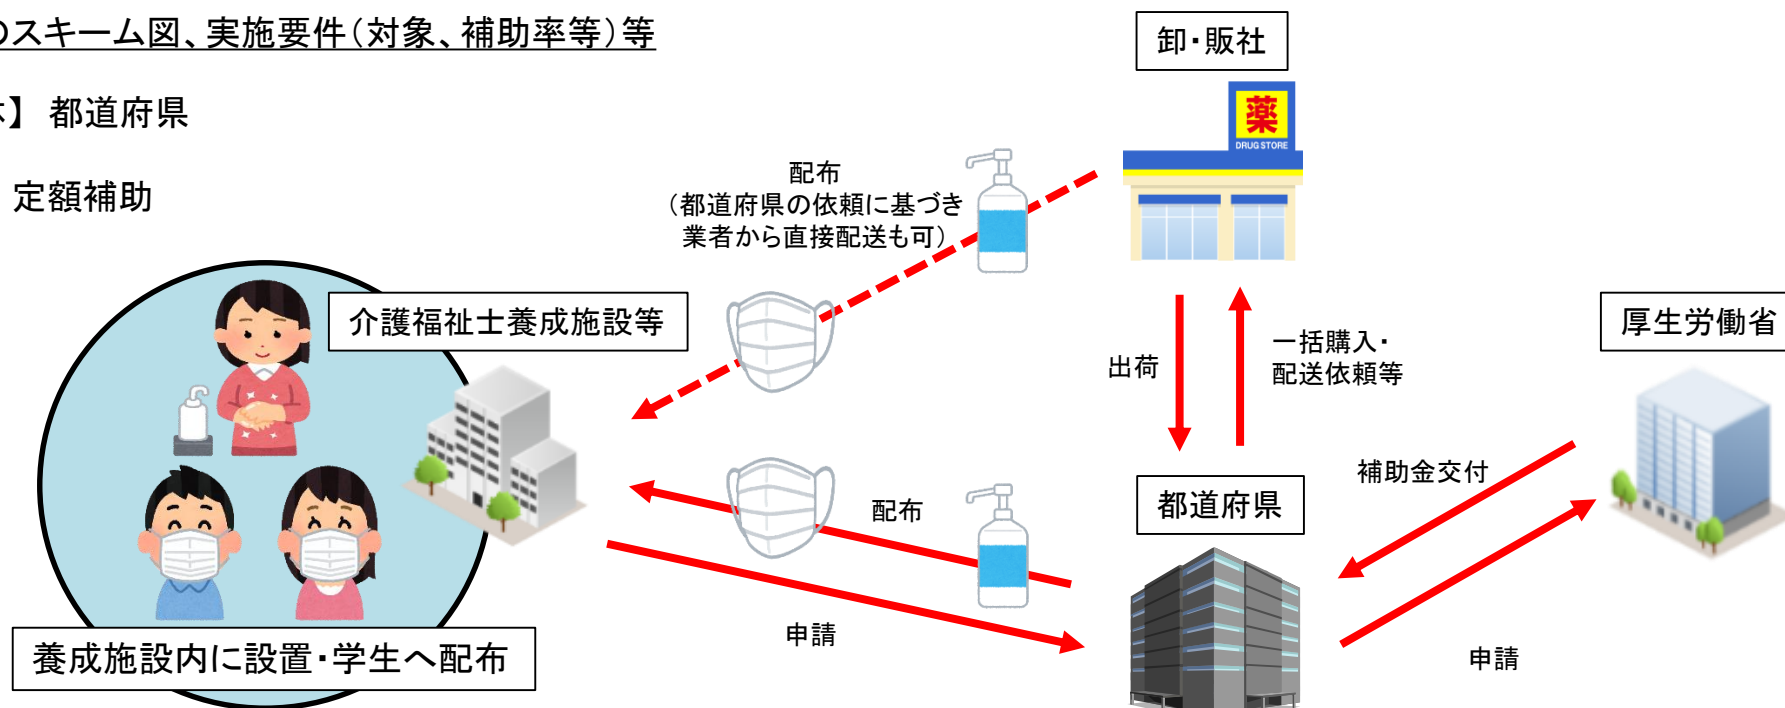 のスキーム図、実施要件（対象、補助率等）等
】 都道府県
定額補助
卸・販社
薬
DRUG STORE
配布
（都道府県の依頼に基づき
業者から直接配送も可）
介護福祉士養成施設等
出荷
一括購入・
配送依頼等
厚生労働省
補助金交付
都道府県
配布
申請
申請
養成施設内に設置・学生へ配布